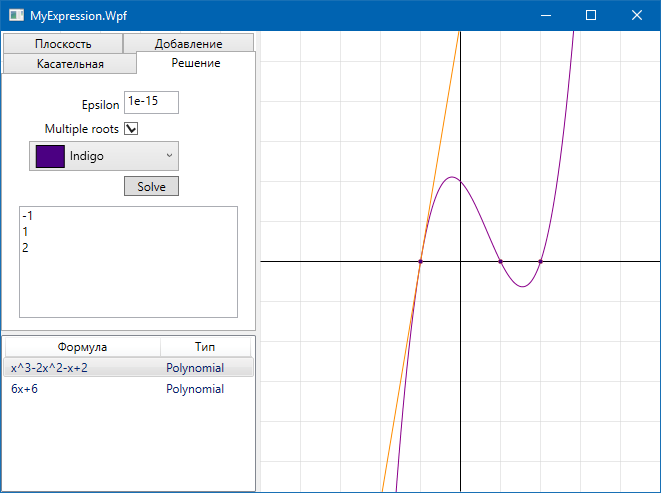 MyExpression.Wpf
Плоскость
Добавление
Касательная
Решение
Epsilon 1e-15
Multiple roots
Indigo
Solve
-1
1
2
Формула Тип
x^3-2x^2-x+2 Polynomial
6x+6 Polynomial